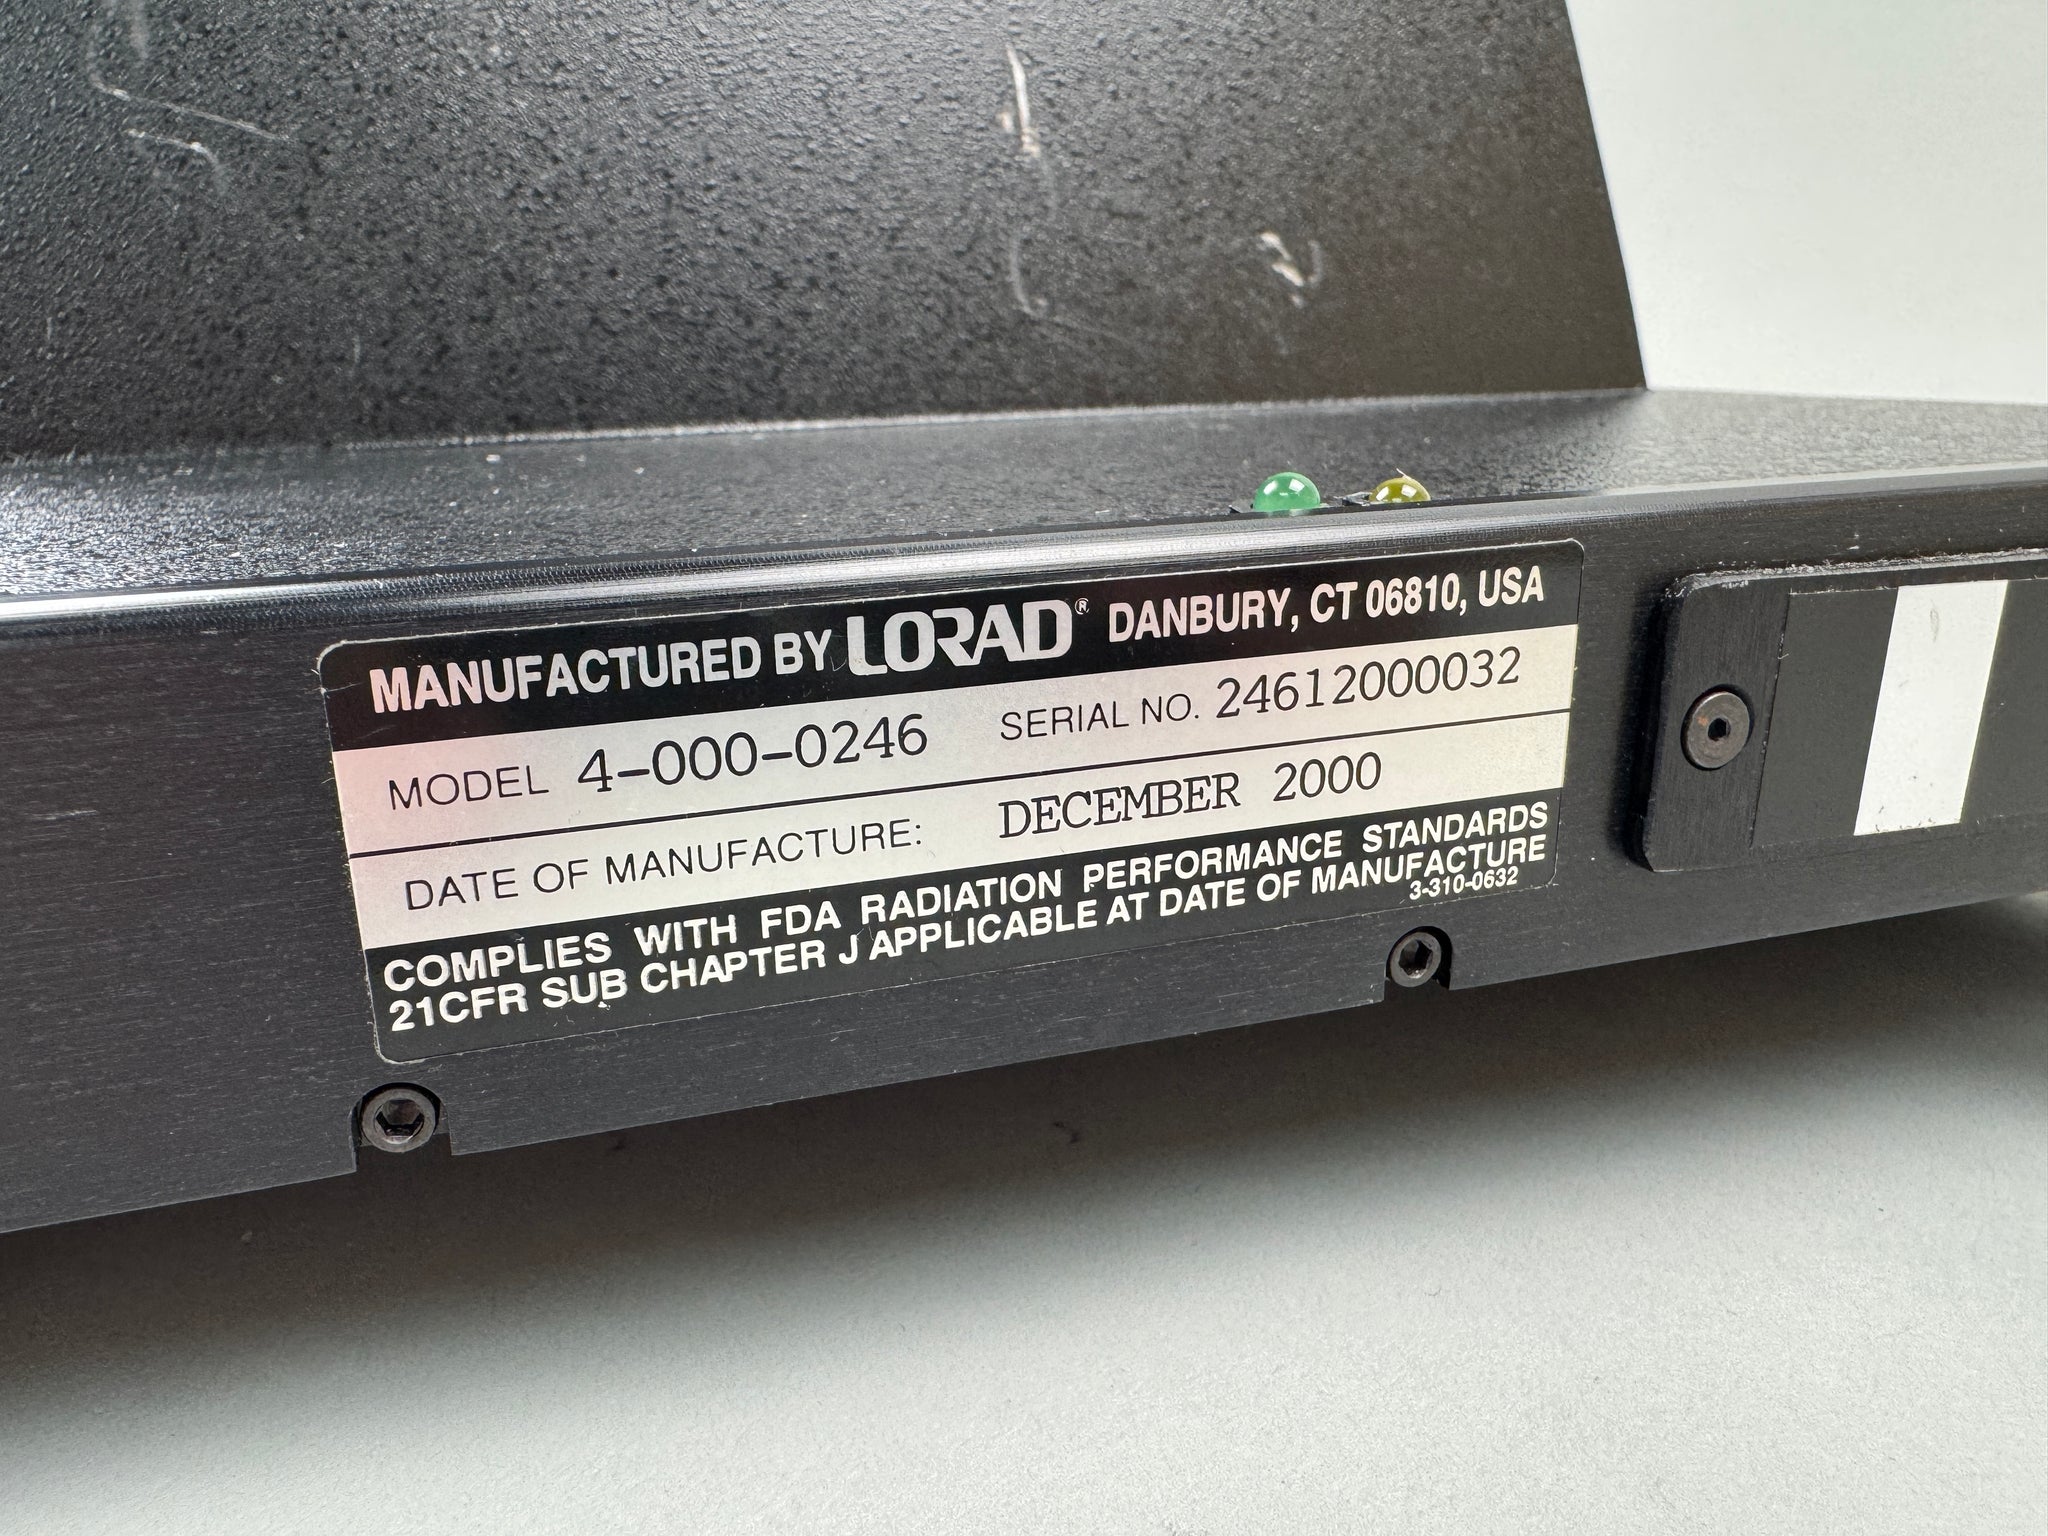 MANUFACTURED BY LORAD® DANBURY, CT 06810, USA
MODEL 4-000-0246 SERIAL NO. 24612000032
DATE OF MANUFACTURE: DECEMBER 2000
COMPLIES WITH FDA RADIATION PERFORMANCE STANDARDS
21CFR SUB CHAPTER J APPLICABLE AT DATE OF MANUFACTURE
3-310-0632